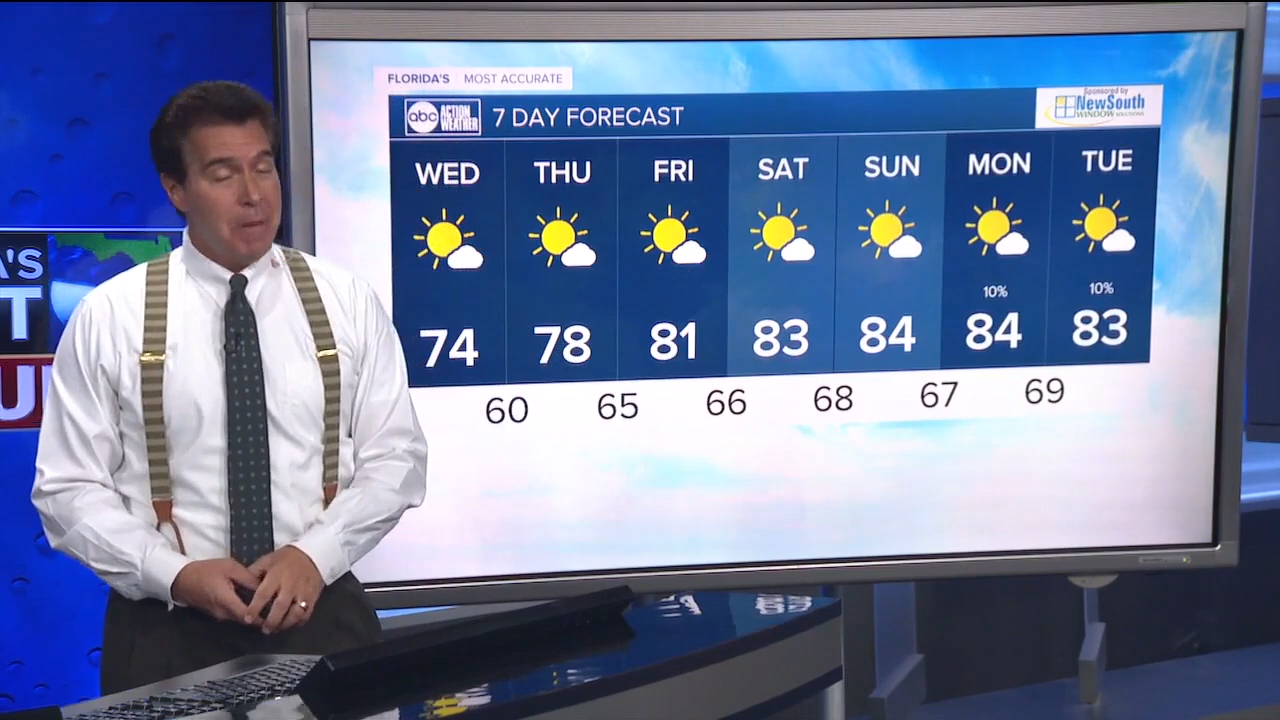 FLORIDA'S MOST ACCURATE
abc ACTION WEATHER 7 DAY FORECAST
Sponsored by
NewSouth
WINDOW SOLUTIONS
WED THU FRI SAT SUN MON TUE
10% 10%
74 78 81 83 84 84 83
60 65 66 68 67 69
A'S
T
U